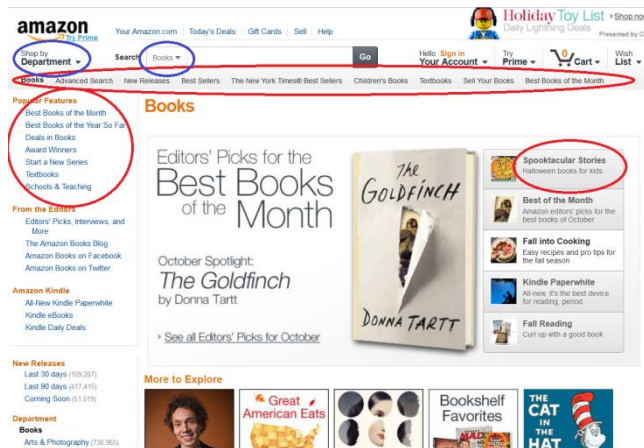 amazon
Try Prime
Your Amazon.com
Today's Deals
Gift Cards
Sell
Help
Holiday Toy List
Daily Lightning Deals
› Shop no
Presented by C
Shop by
Department
Search
Books
Go
Hello. Sign in
Your Account
Try
Prime
0
Cart
Wish
List
Books
Advanced Search
New Releases
Best Sellers
The New York Times® Best Sellers
Children's Books
Textbooks
Sell Your Books
Best Books of the Month
Popular Features
Best Books of the Month
Best Books of the Year So Far
Deals in Books
Award Winners
Start a New Series
Textbooks
Schools & Teaching
From the Editors
Editors' Picks, Interviews, and
More
The Amazon Books Blog
Amazon Books on Facebook
Amazon Books on Twitter
Amazon Kindle
All-New Kindle Paperwhite
Kindle eBooks
Kindle Daily Deals
New Releases
Last 30 days (109,207)
Last 90 days (417,415)
Coming Soon (51,019)
Department
Books
Arts & Photography (730,965)
Books
Editors' Picks for the
Best Books
of the Month
October Spotlight:
The Goldfinch
by Donna Tartt
› See all Editors' Picks for October
The
GOLDFINCH
DONNA TARTT
Spooktacular Stories
Halloween books for kids
Best of the Month
Amazon editors' picks for the
best books of October
Fall into Cooking
Easy recipes and pro tips for
the fall season
Kindle Paperwhite
All-new, it's the best device
for reading, period.
Fall Reading
Curl up with a good book
More to Explore
Great
American Eats
Bookshelf
Favorites
MAD
THE
CAT
IN
THE
HAT